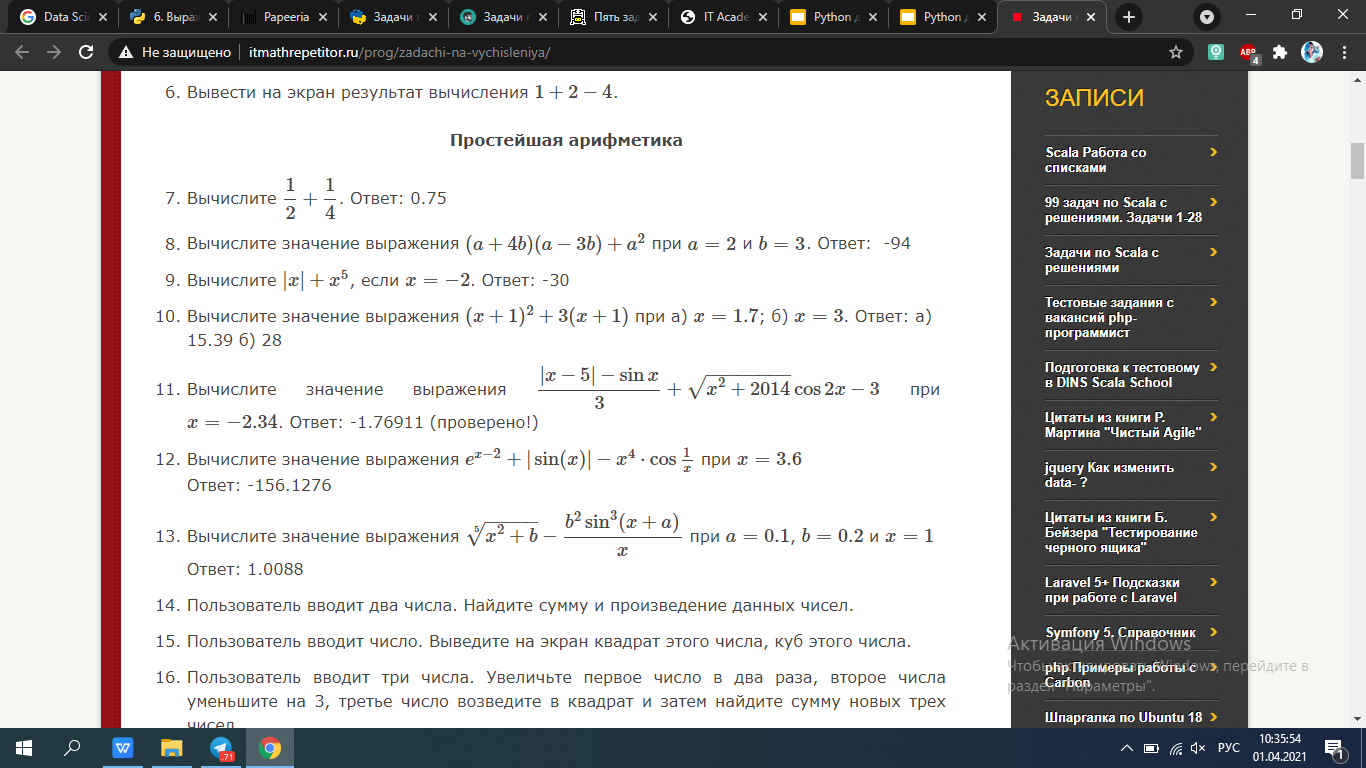 Data Scie
6. Выраж
Papeeria
Задачи п
Задачи п
Пять зад
IT Acade
Python д
Python д
Задачи п
Не защищено
itmathrepetitor.ru/prog/zadachi-na-vychisleniya/
ABP
4
6. Вывести на экран результат вычисления 1 + 2 − 4.
Простейшая арифметика
7. Вычислите 1/2 + 1/4. Ответ: 0.75
8. Вычислите значение выражения (a + 4b)(a − 3b) + a² при a = 2 и b = 3. Ответ: -94
9. Вычислите |x| + x⁵, если x = −2. Ответ: -30
10. Вычислите значение выражения (x + 1)² + 3(x + 1) при а) x = 1.7; б) x = 3. Ответ: а)
15.39 б) 28
11. Вычислите значение выражения (|x − 5| − sin x)/3 + √(x² + 2014) cos 2x − 3 при
x = −2.34. Ответ: -1.76911 (проверено!)
12. Вычислите значение выражения eˣ⁻² + |sin(x)| − x⁴ · cos 1/x при x = 3.6
Ответ: -156.1276
13. Вычислите значение выражения ⁵√(x² + b) − (b² sin³(x + a))/x при a = 0.1, b = 0.2 и x = 1
Ответ: 1.0088
14. Пользователь вводит два числа. Найдите сумму и произведение данных чисел.
15. Пользователь вводит число. Выведите на экран квадрат этого числа, куб этого числа.
16. Пользователь вводит три числа. Увеличьте первое число в два раза, второе числа
уменьшите на 3, третье число возведите в квадрат и затем найдите сумму новых трех
чисел.
ЗАПИСИ
Scala Работа со
списками
99 задач по Scala с
решениями. Задачи 1-28
Задачи по Scala с
решениями
Тестовые задания с
вакансий php-
программист
Подготовка к тестовому
в DINS Scala School
Цитаты из книги Р.
Мартина "Чистый Agile"
jquery Как изменить
data- ?
Цитаты из книги Б.
Бейзера "Тестирование
черного ящика"
Laravel 5+ Подсказки
при работе с Laravel
Symfony 5. Справочник
php Примеры работы с
Carbon
Шпаргалка по Ubuntu 18
Активация Windows
Чтобы Windows, перейдите в
раздел "Параметры".
71
РУС
10:35:54
01.04.2021
1